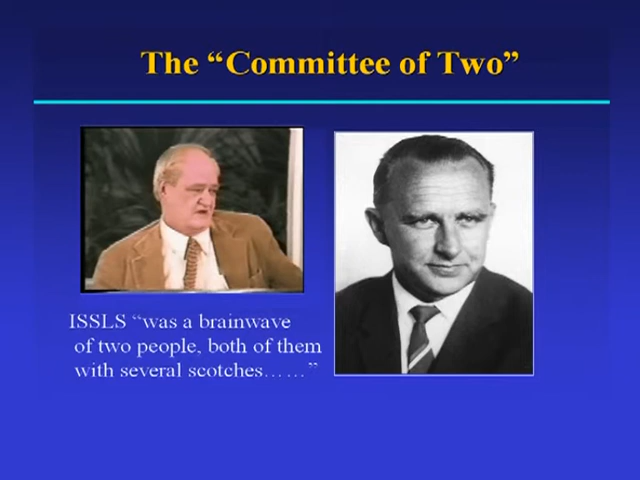 The “Committee of Two”
ISSLS “was a brainwave
of two people, both of them
with several scotches……”